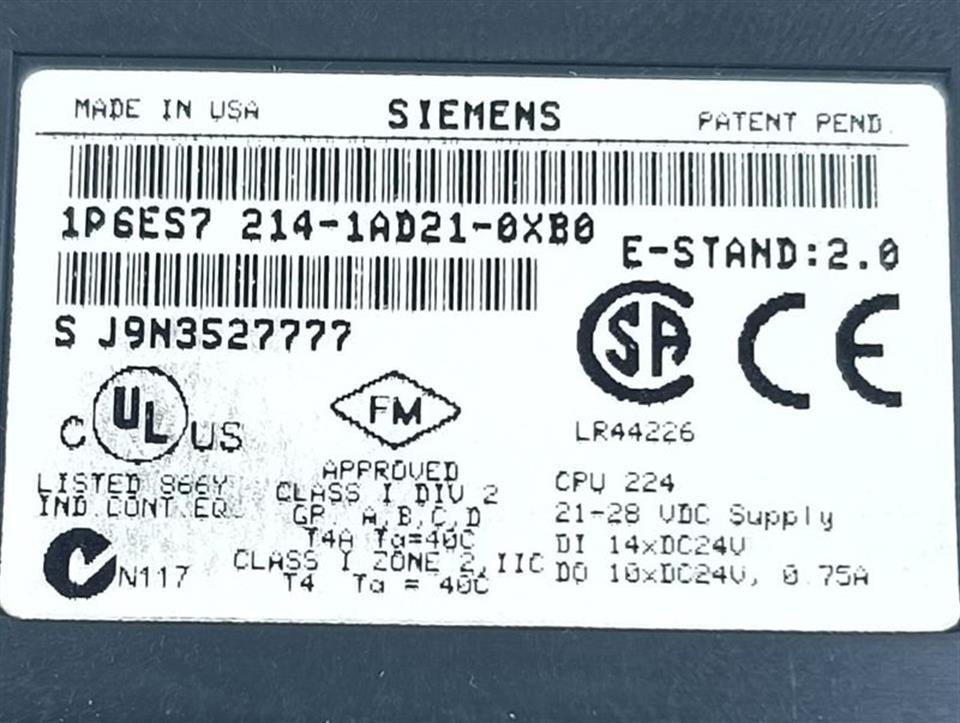 MADE IN USA SIEMENS PATENT PEND.
1P6ES7 214-1AD21-0XB0
E-STAND:2.0
S J9N3527777
SA CE
C UL US
FM
LR44226
LISTED 866Y
IND.CONT.EQ.
APPROVED
CLASS I DIV 2
GP A,B,C,D
T4A Ta=40C
CLASS I ZONE 2,IIC
T4 Ta = 40C
N117
CPU 224
21-28 VDC Supply
DI 14xDC24V
DO 10xDC24V, 0.75A